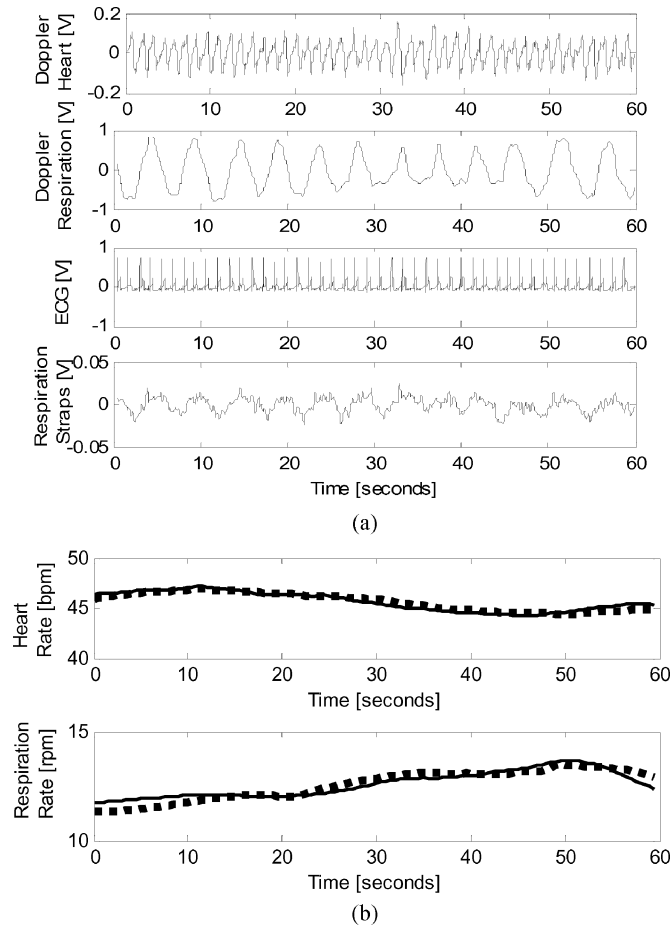 0.2
0
-0.2
Doppler
Heart [V]
0 10 20 30 40 50 60
1
0
-1
Doppler
Respiration [V]
0 10 20 30 40 50 60
1
0
-1
ECG [V]
0 10 20 30 40 50 60
0.05
0
-0.05
Respiration
Straps [V]
0 10 20 30 40 50 60
Time [seconds]
(a)
50
45
40
Heart
Rate [bpm]
0 10 20 30 40 50 60
Time [seconds]
15
10
Respiration
Rate [rpm]
0 10 20 30 40 50 60
Time [seconds]
(b)